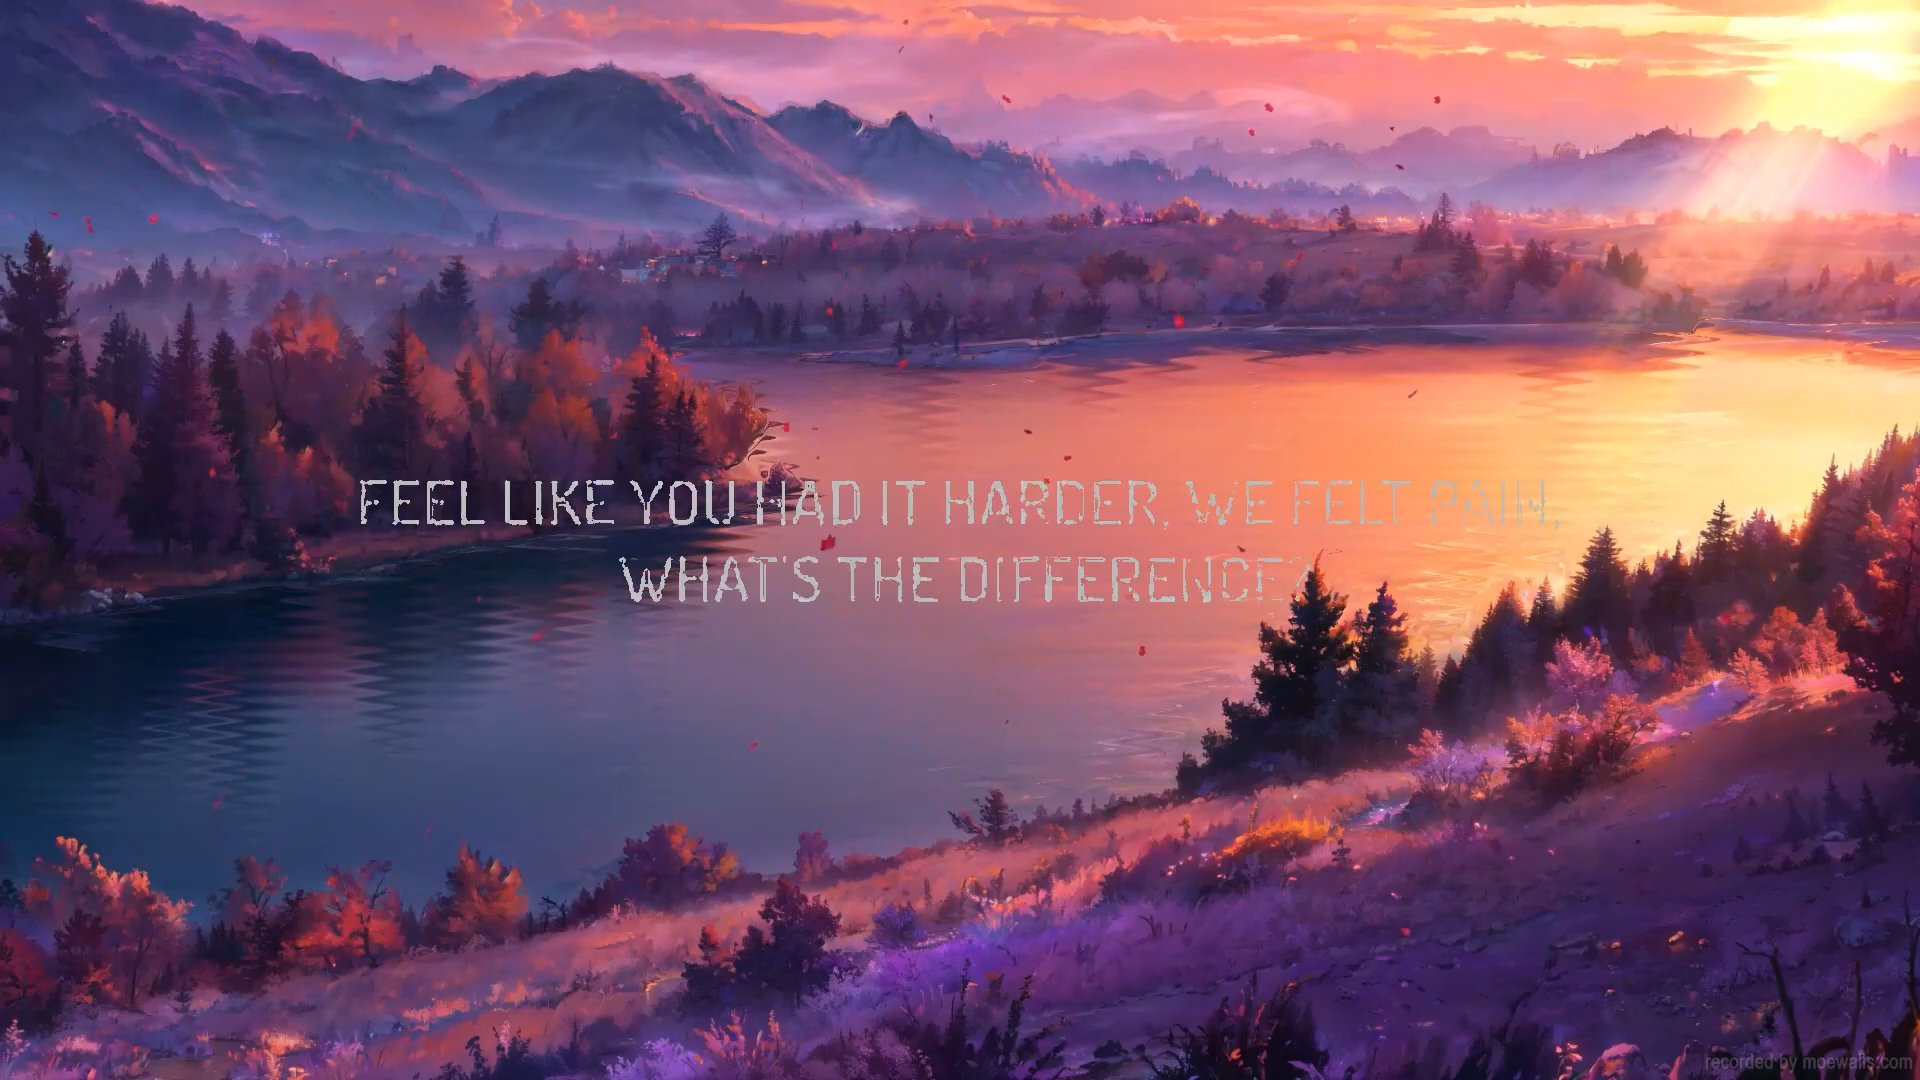 FEEL LIKE YOU HAD IT HARDER, WE FELT PAIN,
WHAT'S THE DIFFERENCE?
recorded by moewalls.com